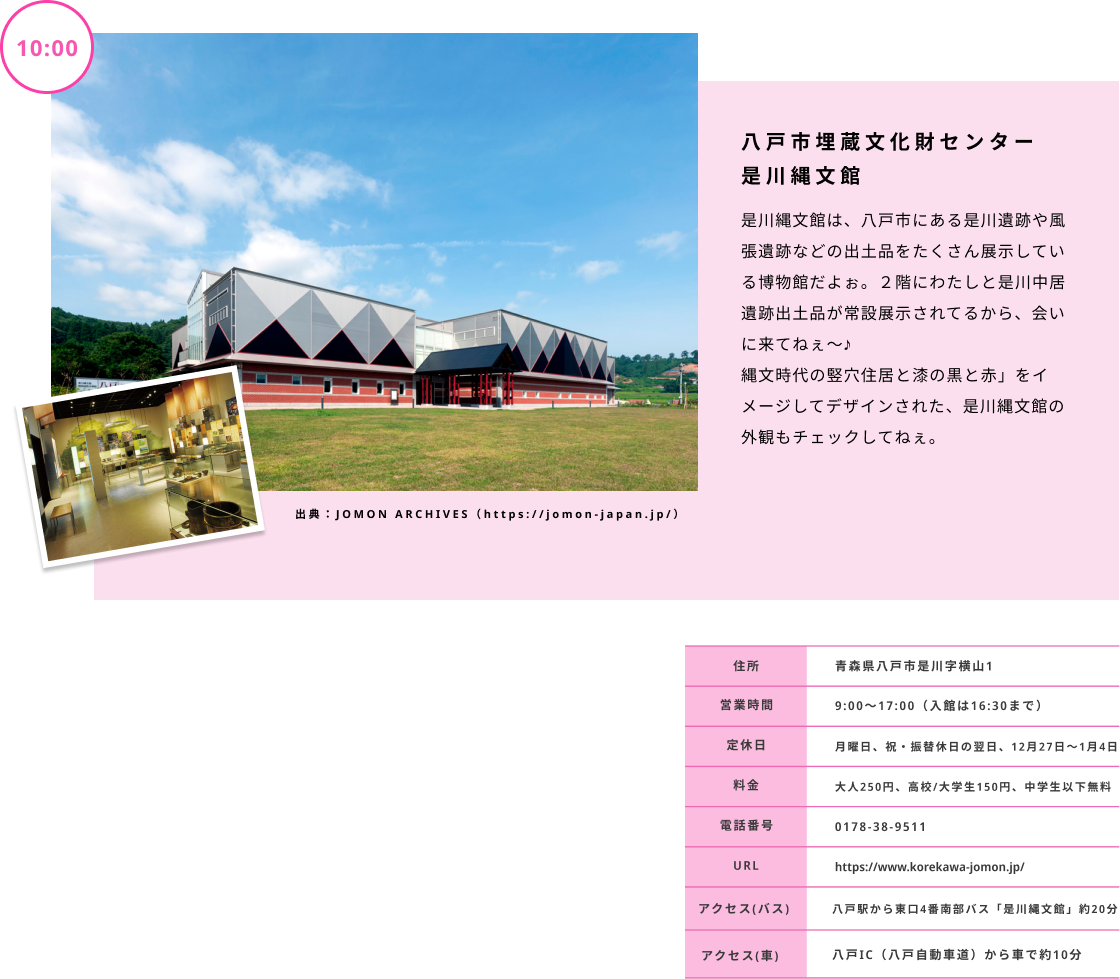 10:00
八戸市埋蔵文化財センター
是川縄文館
是川縄文館は、八戸市にある是川遺跡や風
張遺跡などの出土品をたくさん展示してい
る博物館だよぉ。２階にわたしと是川中居
遺跡出土品が常設展示されてるから、会い
に来てねぇ〜♪
縄文時代の竪穴住居と漆の黒と赤」をイ
メージしてデザインされた、是川縄文館の
外観もチェックしてねぇ。
出典：JOMON ARCHIVES（https://jomon-japan.jp/）
住所 青森県八戸市是川字横山1
営業時間 9:00〜17:00（入館は16:30まで）
定休日 月曜日、祝・振替休日の翌日、12月27日〜1月4日
料金 大人250円、高校/大学生150円、中学生以下無料
電話番号 0178-38-9511
URL https://www.korekawa-jomon.jp/
アクセス(バス) 八戸駅から東口4番南部バス「是川縄文館」約20分
アクセス(車) 八戸IC（八戸自動車道）から車で約10分